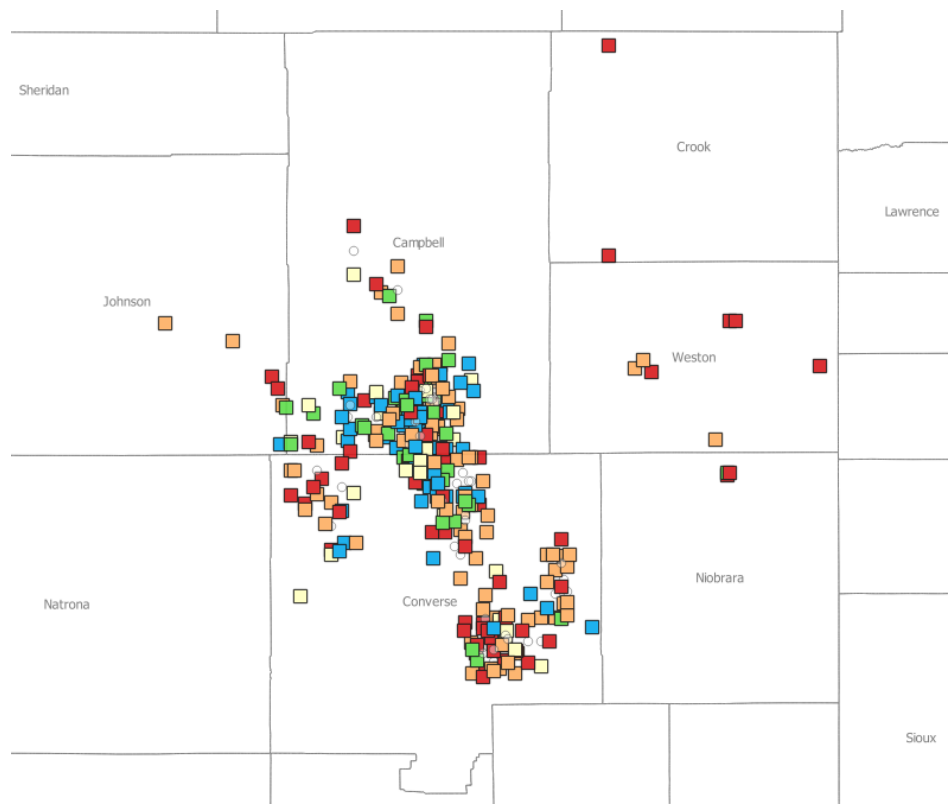 Sheridan
Crook
Lawrence
Campbell
Johnson
Weston
Niobrara
Converse
Natrona
Sioux